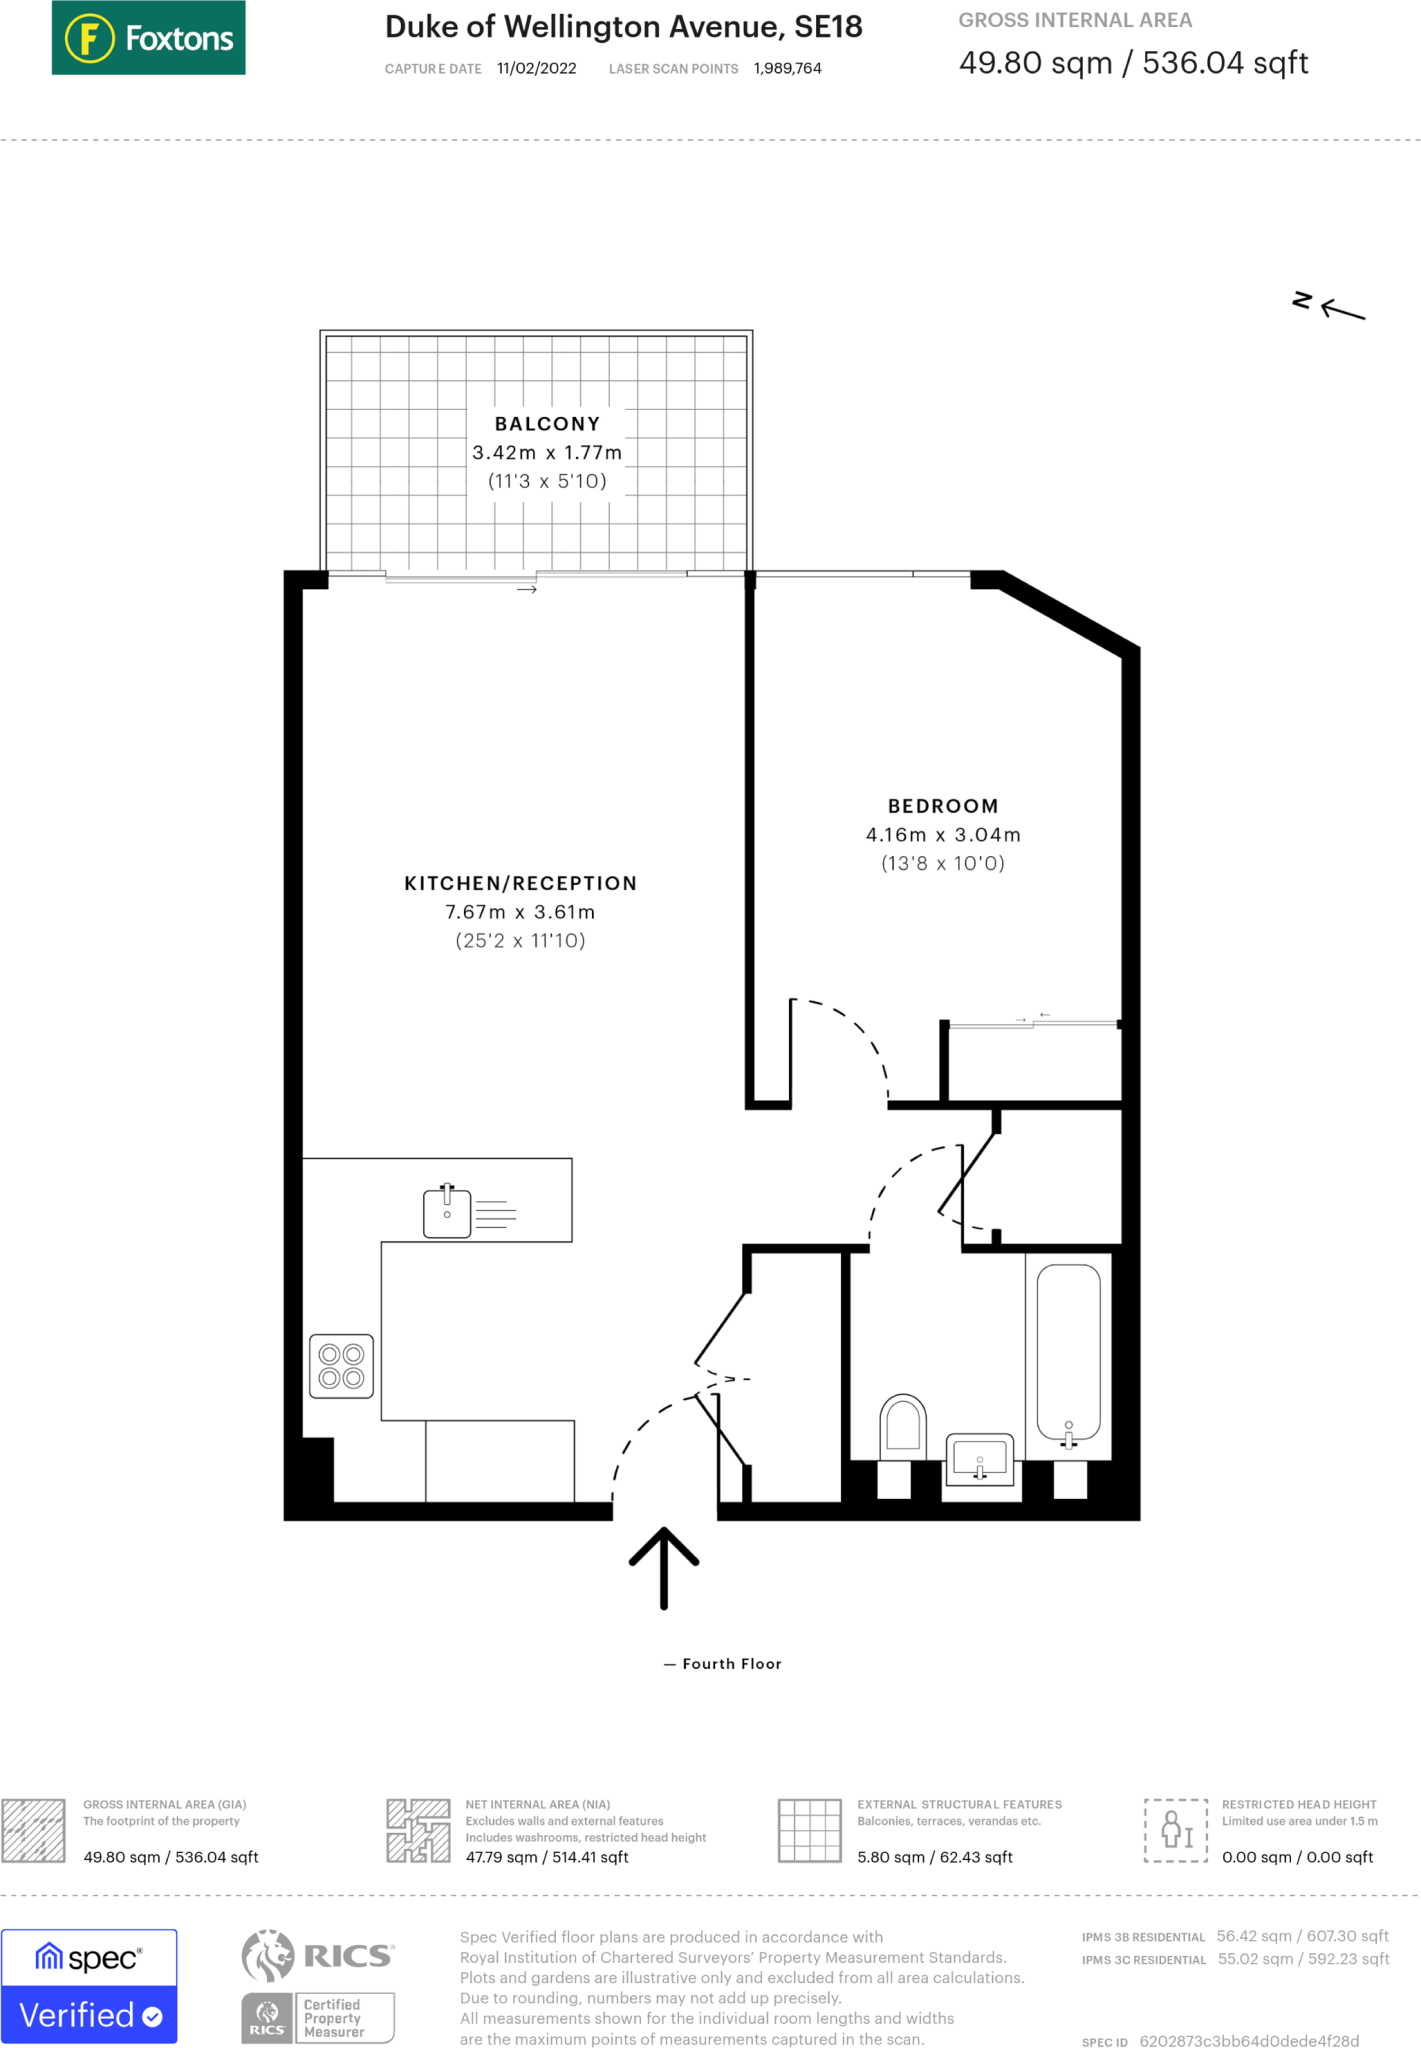 Foxtons
Duke of Wellington Avenue, SE18
CAPTURE DATE 11/02/2022 LASER SCAN POINTS 1,989,764
GROSS INTERNAL AREA
49.80 sqm / 536.04 sqft
N
BALCONY
3.42m x 1.77m
(11'3 x 5'10)
BEDROOM
4.16m x 3.04m
(13'8 x 10'0)
KITCHEN/RECEPTION
7.67m x 3.61m
(25'2 x 11'10)
— Fourth Floor
GROSS INTERNAL AREA (GIA)
The footprint of the property
49.80 sqm / 536.04 sqft
NET INTERNAL AREA (NIA)
Excludes walls and external features
Includes washrooms, restricted head height
47.79 sqm / 514.41 sqft
EXTERNAL STRUCTURAL FEATURES
Balconies, terraces, verandas etc.
5.80 sqm / 62.43 sqft
RESTRICTED HEAD HEIGHT
Limited use area under 1.5 m
0.00 sqm / 0.00 sqft
spec®
Verified
RICS®
RICS
Certified
Property
Measurer
Spec Verified floor plans are produced in accordance with
Royal Institution of Chartered Surveyors' Property Measurement Standards.
Plots and gardens are illustrative only and excluded from all area calculations.
Due to rounding, numbers may not add up precisely.
All measurements shown for the individual room lengths and widths
are the maximum points of measurements captured in the scan.
IPMS 3B RESIDENTIAL 56.42 sqm / 607.30 sqft
IPMS 3C RESIDENTIAL 55.02 sqm / 592.23 sqft
SPEC ID 6202873c3bb64d0dede4f28d